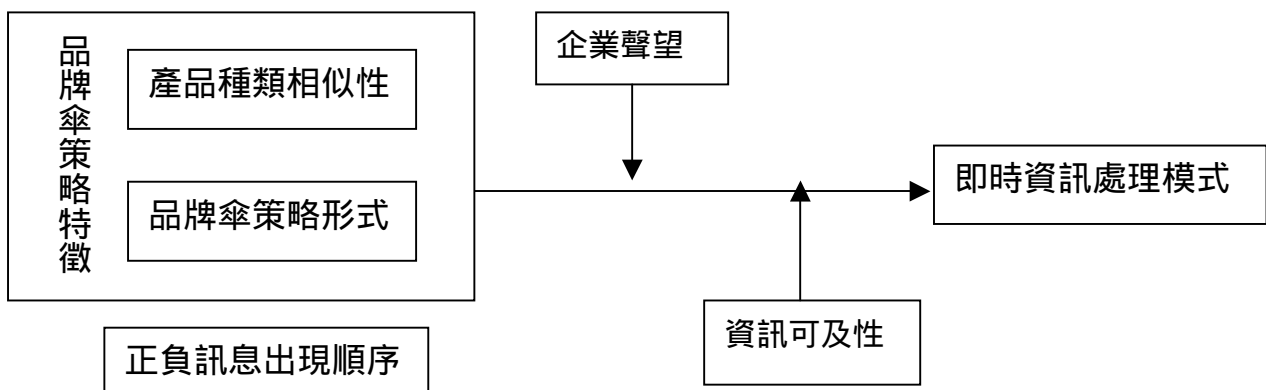 品牌傘策略特徵
產品種類相似性
品牌傘策略形式
企業聲望
即時資訊處理模式
資訊可及性
正負訊息出現順序